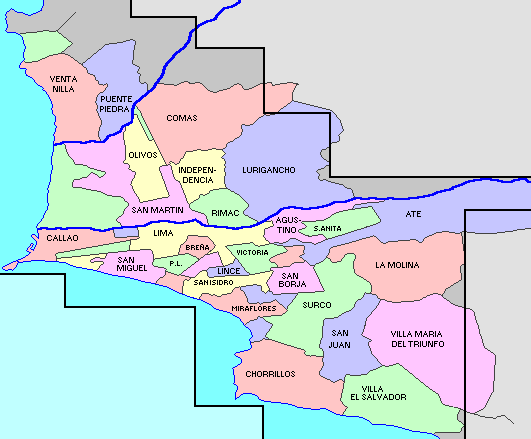 VENTA
NILLA
PUENTE
PIEDRA
COMAS
OLIVOS
INDEPEN-
DENCIA
LURIGANCHO
SAN MARTIN
RIMAC
ATE
AGUS
TINO
S.ANITA
CALLAO
LIMA
BREÑA
VICTORIA
SAN
MIGUEL
P.L.
LINCE
LA MOLINA
SAN
BORJA
SANISIDRO
MIRAFLORES
SURCO
SAN
JUAN
VILLA MARIA
DEL TRIUNFO
CHORRILLOS
VILLA
EL SALVADOR